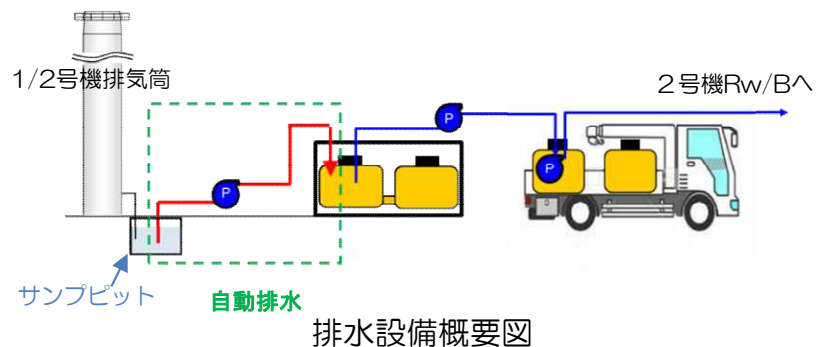 1/2号機排気筒
2号機Rw/Bへ
P
P
P
サンプピット
自動排水
排水設備概要図